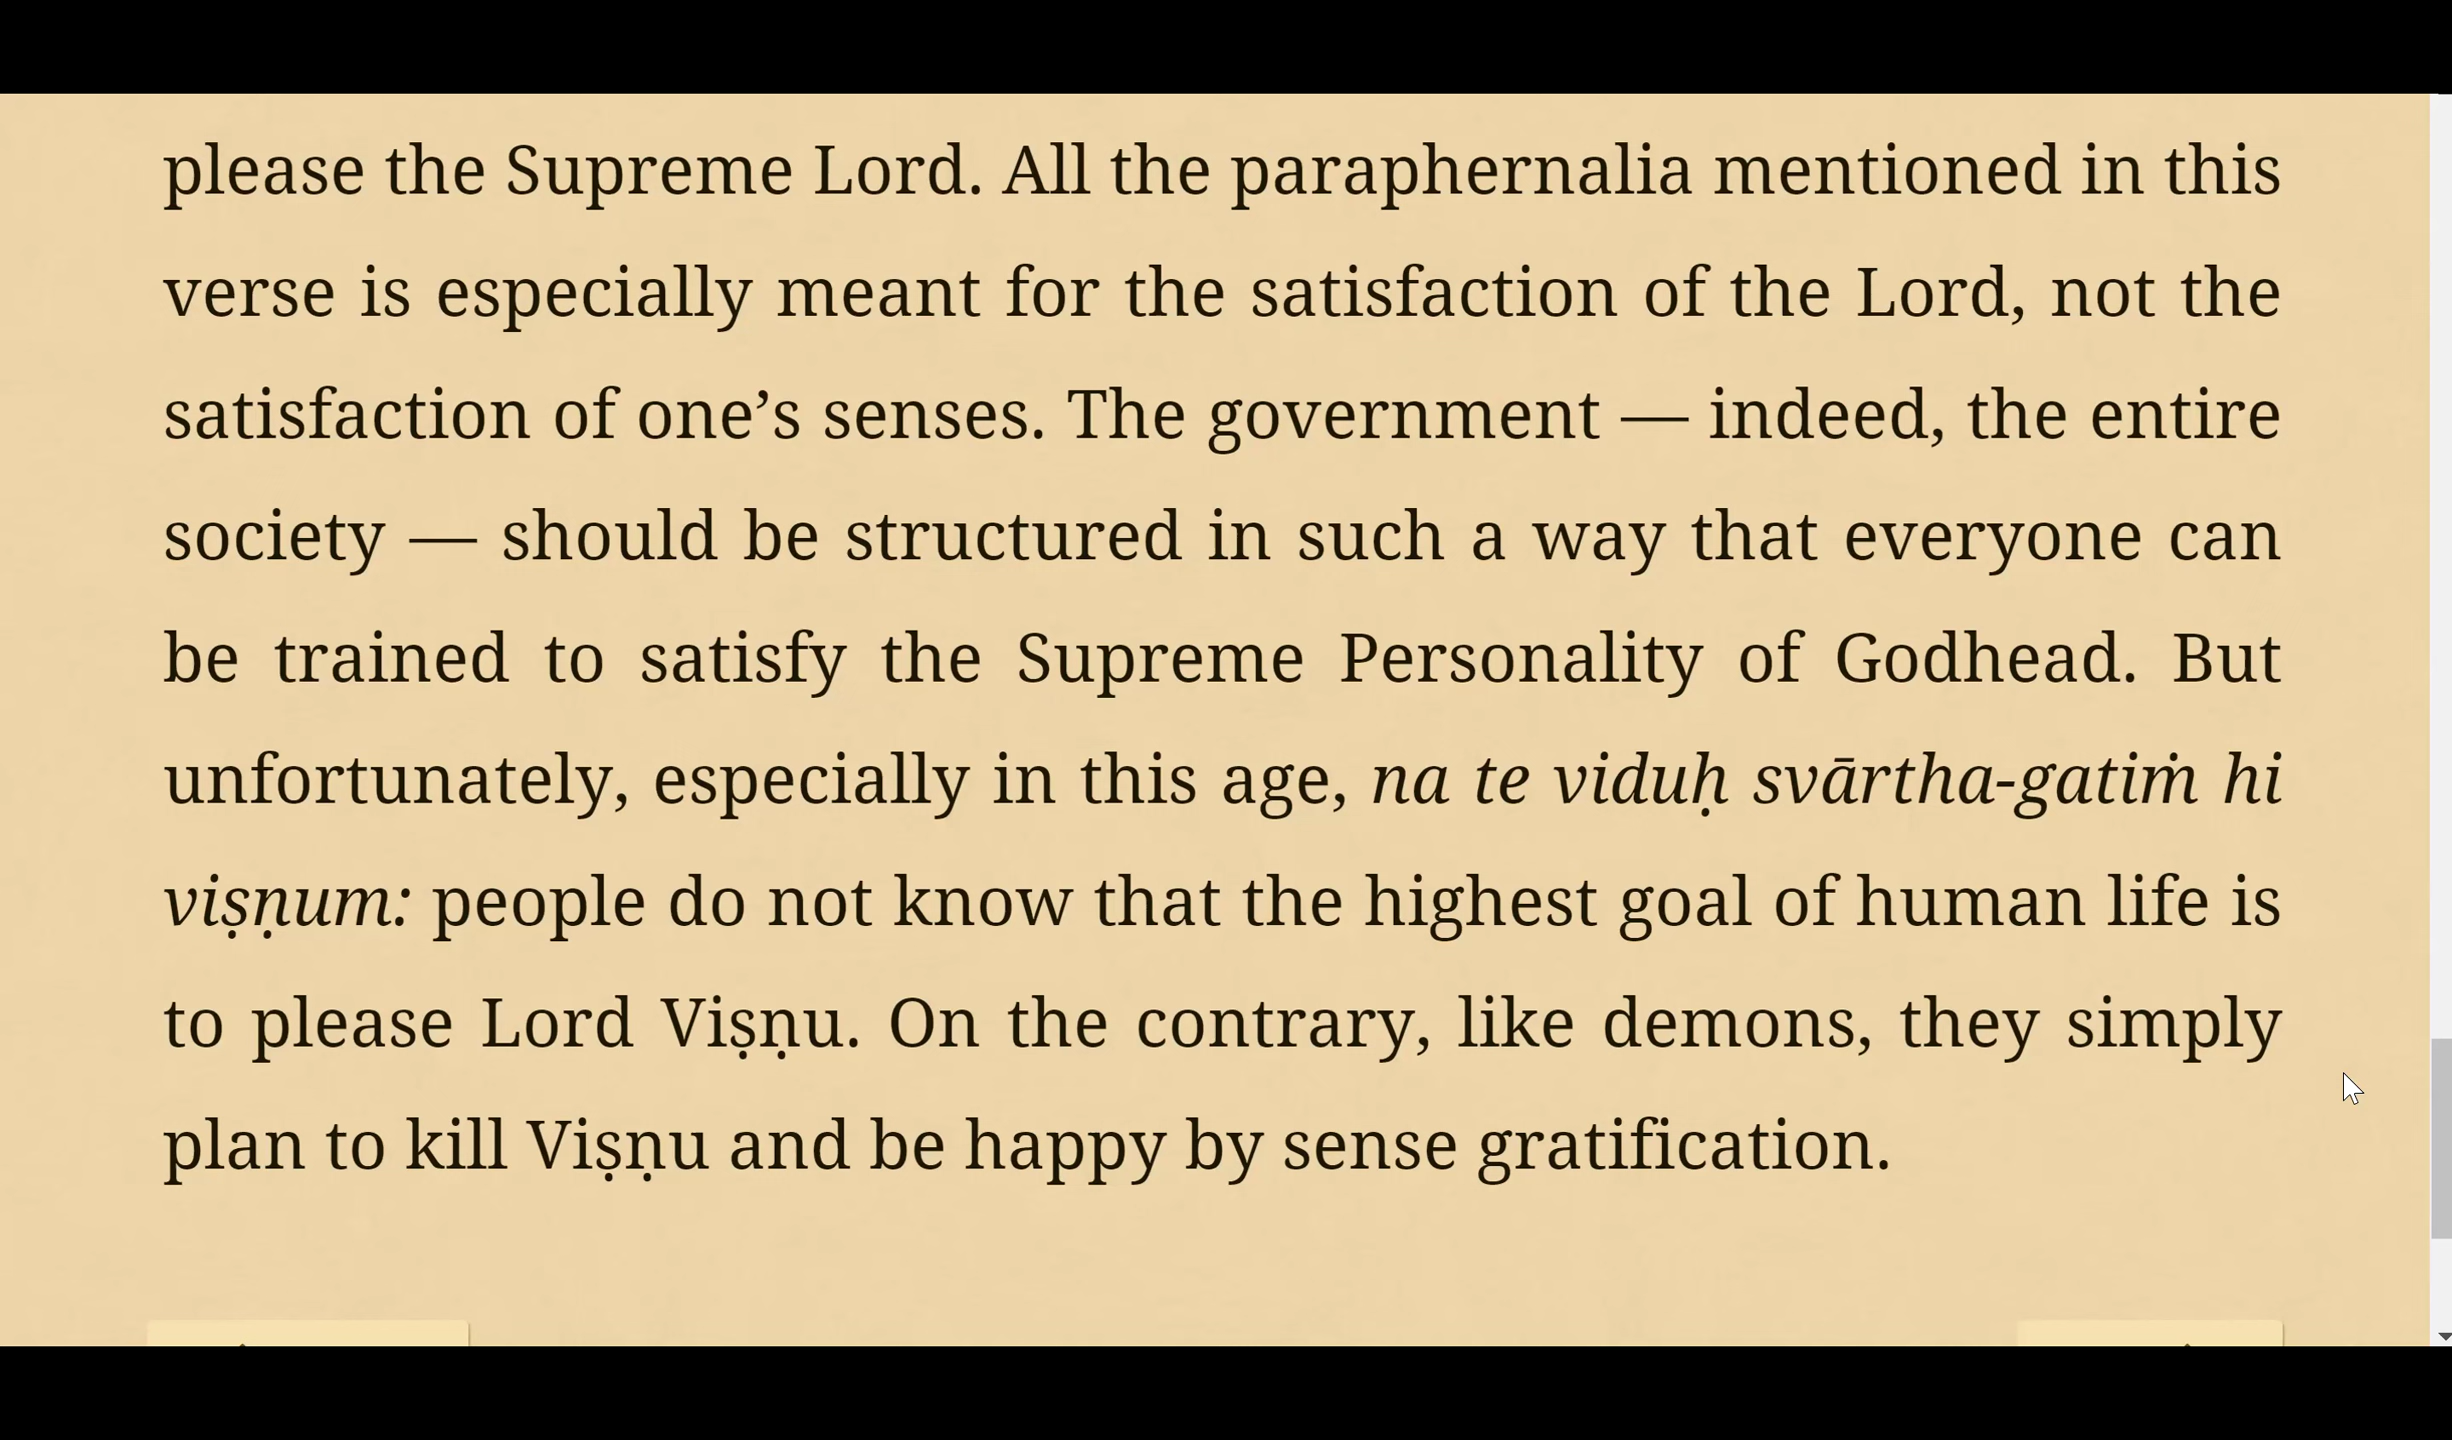 please the Supreme Lord. All the paraphernalia mentioned in this
verse is especially meant for the satisfaction of the Lord, not the
satisfaction of one’s senses. The government — indeed, the entire
society — should be structured in such a way that everyone can
be trained to satisfy the Supreme Personality of Godhead. But
unfortunately, especially in this age, na te viduḥ svārtha-gatiṁ hi
viṣṇum: people do not know that the highest goal of human life is
to please Lord Viṣṇu. On the contrary, like demons, they simply
plan to kill Viṣṇu and be happy by sense gratification.